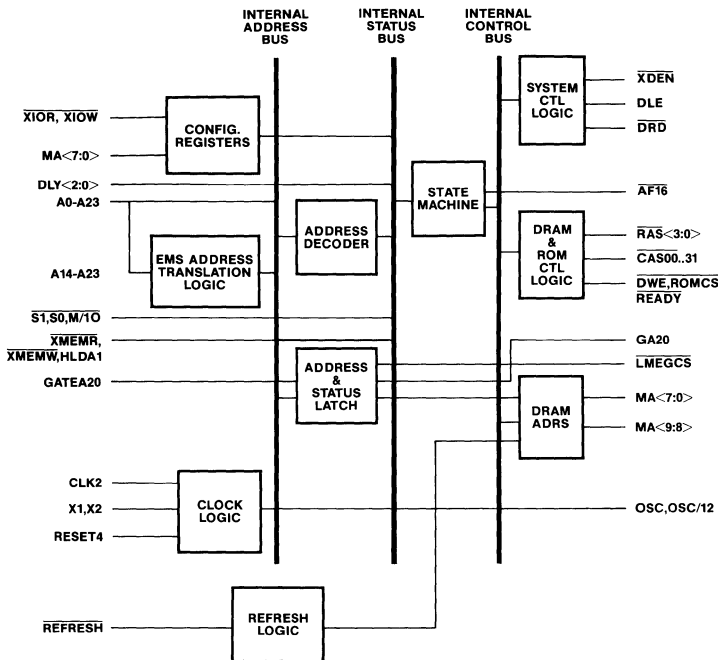 INTERNAL
ADDRESS
BUS
INTERNAL
STATUS
BUS
INTERNAL
CONTROL
BUS
XIOR, XIOW
MA<7:0>
CONFIG.
REGISTERS
SYSTEM
CTL
LOGIC
XDEN
DLE
DRD
DLY<2:0>
A0-A23
STATE
MACHINE
AF16
ADDRESS
DECODER
A14-A23
EMS ADDRESS
TRANSLATION
LOGIC
DRAM
&
ROM
CTL
LOGIC
RAS<3:0>
CAS00..31
DWE,ROMCS
READY
S1,S0,M/1O
XMEMR,
XMEMW,HLDA1
GATEA20
ADDRESS
&
STATUS
LATCH
GA20
LMEGCS
DRAM
ADRS
MA<7:0>
MA<9:8>
CLK2
X1,X2
RESET4
CLOCK
LOGIC
OSC,OSC/12
REFRESH
REFRESH
LOGIC